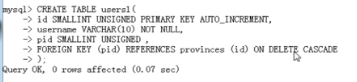 mysql> CREATE TABLE users1(
-> id SMALLINT UNSIGNED PRIMARY KEY AUTO_INCREMENT,
-> username VARCHAR(10) NOT NULL,
-> pid SMALLINT UNSIGNED ,
-> FOREIGN KEY (pid) REFERENCES provinces (id) ON DELETE CASCADE
-> );
Query OK, 0 rows affected (0.07 sec)